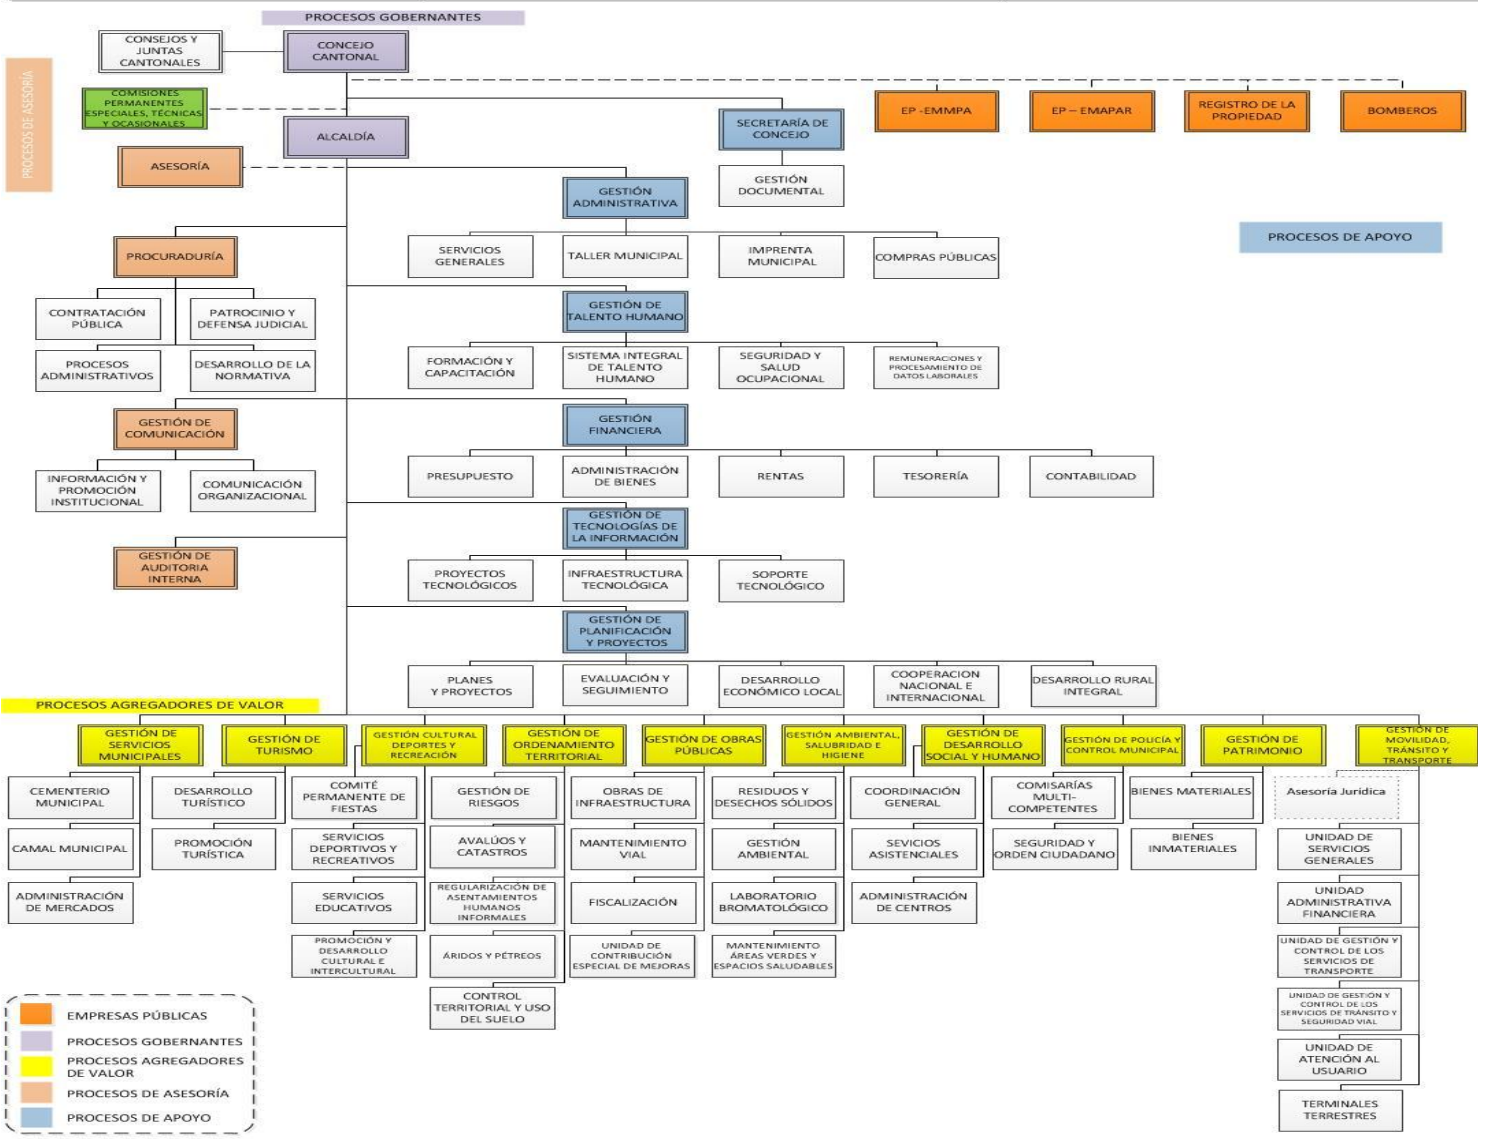 PROCESOS GOBERNANTES
CONSEJOS Y
JUNTAS
CANTONALES
CONCEJO
CANTONAL
PROCESOS DE ASESORÍA
COMISIONES
PERMANENTES
ESPECIALES, TÉCNICAS
Y OCASIONALES
ALCALDÍA
SECRETARÍA DE
CONCEJO
EP -EMMPA
EP – EMAPAR
REGISTRO DE LA
PROPIEDAD
BOMBEROS
ASESORÍA
GESTIÓN
DOCUMENTAL
GESTIÓN
ADMINISTRATIVA
PROCESOS DE APOYO
PROCURADURÍA
SERVICIOS
GENERALES
TALLER MUNICIPAL
IMPRENTA
MUNICIPAL
COMPRAS PÚBLICAS
CONTRATACIÓN
PÚBLICA
PATROCINIO Y
DEFENSA JUDICIAL
GESTIÓN DE
TALENTO HUMANO
PROCESOS
ADMINISTRATIVOS
DESARROLLO DE LA
NORMATIVA
FORMACIÓN Y
CAPACITACIÓN
SISTEMA INTEGRAL
DE TALENTO
HUMANO
SEGURIDAD Y
SALUD
OCUPACIONAL
REMUNERACIONES Y
PROCESAMIENTO DE
DATOS LABORALES
GESTIÓN DE
COMUNICACIÓN
GESTIÓN
FINANCIERA
INFORMACIÓN Y
PROMOCIÓN
INSTITUCIONAL
COMUNICACIÓN
ORGANIZACIONAL
PRESUPUESTO
ADMINISTRACIÓN
DE BIENES
RENTAS
TESORERÍA
CONTABILIDAD
GESTIÓN DE
TECNOLOGÍAS DE
LA INFORMACIÓN
GESTIÓN DE
AUDITORIA
INTERNA
PROYECTOS
TECNOLÓGICOS
INFRAESTRUCTURA
TECNOLÓGICA
SOPORTE
TECNOLÓGICO
GESTIÓN DE
PLANIFICACIÓN
Y PROYECTOS
PLANES
Y PROYECTOS
EVALUACIÓN Y
SEGUIMIENTO
DESARROLLO
ECONÓMICO LOCAL
COOPERACION
NACIONAL E
INTERNACIONAL
DESARROLLO RURAL
INTEGRAL
PROCESOS AGREGADORES DE VALOR
GESTIÓN DE
SERVICIOS
MUNICIPALES
GESTIÓN DE
TURISMO
GESTIÓN CULTURAL
DEPORTES Y
RECREACIÓN
GESTIÓN DE
ORDENAMIENTO
TERRITORIAL
GESTIÓN DE OBRAS
PÚBLICAS
GESTIÓN AMBIENTAL,
SALUBRIDAD E
HIGIENE
GESTIÓN DE
DESARROLLO
SOCIAL Y HUMANO
GESTIÓN DE POLICÍA Y
CONTROL MUNICIPAL
GESTIÓN DE
PATRIMONIO
GESTIÓN DE
MOVILIDAD,
TRÁNSITO Y
TRANSPORTE
CEMENTERIO
MUNICIPAL
DESARROLLO
TURÍSTICO
COMITÉ
PERMANENTE DE
FIESTAS
GESTIÓN DE
RIESGOS
OBRAS DE
INFRAESTRUCTURA
RESIDUOS Y
DESECHOS SÓLIDOS
COORDINACIÓN
GENERAL
COMISARÍAS
MULTI-
COMPETENTES
BIENES MATERIALES
Asesoría Jurídica
CAMAL MUNICIPAL
PROMOCIÓN
TURÍSTICA
SERVICIOS
DEPORTIVOS Y
RECREATIVOS
AVALÚOS Y
CATASTROS
MANTENIMIENTO
VIAL
GESTIÓN
AMBIENTAL
SEVICIOS
ASISTENCIALES
SEGURIDAD Y
ORDEN CIUDADANO
BIENES
INMATERIALES
UNIDAD DE
SERVICIOS
GENERALES
ADMINISTRACIÓN
DE MERCADOS
SERVICIOS
EDUCATIVOS
REGULARIZACIÓN DE
ASENTAMIENTOS
HUMANOS
INFORMALES
FISCALIZACIÓN
LABORATORIO
BROMATOLÓGICO
ADMINISTRACIÓN
DE CENTROS
UNIDAD
ADMINISTRATIVA
FINANCIERA
PROMOCIÓN Y
DESARROLLO
CULTURAL E
INTERCULTURAL
ÁRIDOS Y PÉTREOS
UNIDAD DE
CONTRIBUCIÓN
ESPECIAL DE MEJORAS
MANTENIMIENTO
ÁREAS VERDES Y
ESPACIOS SALUDABLES
UNIDAD DE GESTIÓN Y
CONTROL DE LOS
SERVICIOS DE
TRANSPORTE
CONTROL
TERRITORIAL Y USO
DEL SUELO
UNIDAD DE GESTIÓN Y
CONTROL DE LOS
SERVICIOS DE TRÁNSITO Y
SEGURIDAD VIAL
UNIDAD DE
ATENCIÓN AL
USUARIO
TERMINALES
TERRESTRES
EMPRESAS PÚBLICAS
PROCESOS GOBERNANTES
PROCESOS AGREGADORES
DE VALOR
PROCESOS DE ASESORÍA
PROCESOS DE APOYO